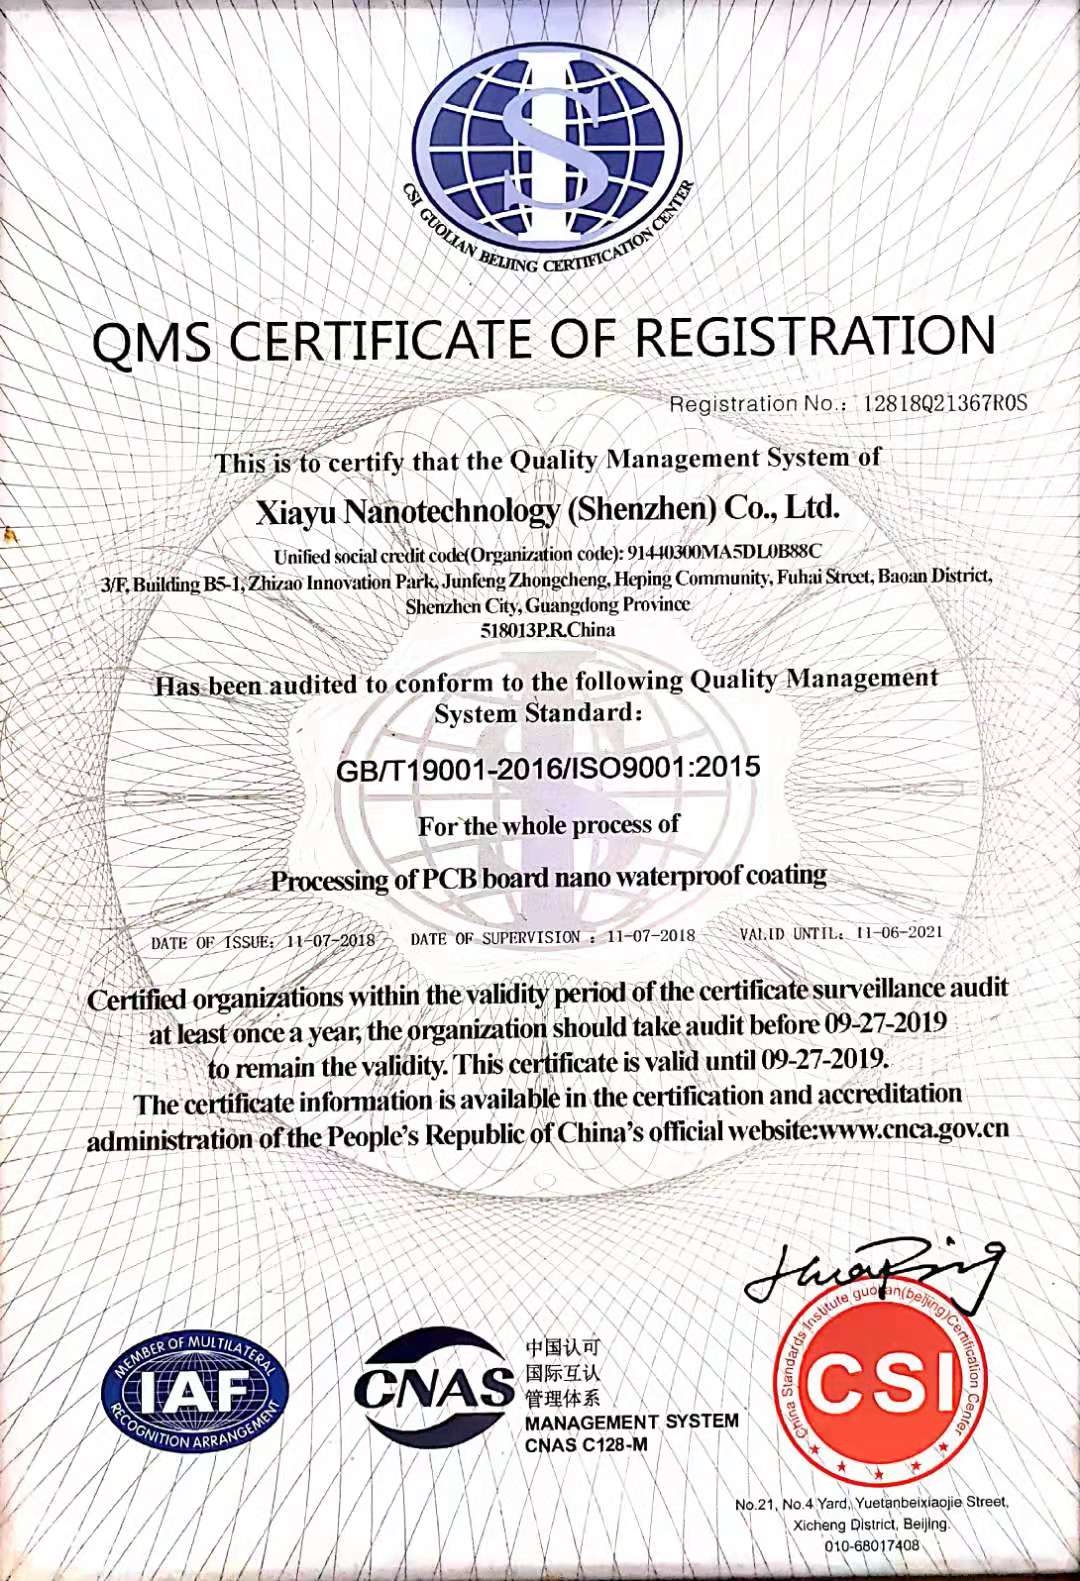 CSI GUOLIAN BEIJING CERTIFICATION CENTER
QMS CERTIFICATE OF REGISTRATION
Registration No.: 12818Q21367R0S
This is to certify that the Quality Management System of
Xiayu Nanotechnology (Shenzhen) Co., Ltd.
Unified social credit code(Organization code): 91440300MA5DL0B88C
3/F, Building B5-1, Zhizao Innovation Park, Junfeng Zhongcheng, Heping Community, Fuhai Street, Baoan District,
Shenzhen City, Guangdong Province
518013P.R.China
Has been audited to conform to the following Quality Management
System Standard:
GB/T19001-2016/ISO9001:2015
For the whole process of
Processing of PCB board nano waterproof coating
DATE OF ISSUE: 11-07-2018 DATE OF SUPERVISION : 11-07-2018 VALID UNTIL: 11-06-2021
Certified organizations within the validity period of the certificate surveillance audit
at least once a year, the organization should take audit before 09-27-2019
to remain the validity. This certificate is valid until 09-27-2019.
The certificate information is available in the certification and accreditation
administration of the People's Republic of China's official website:www.cnca.gov.cn
MEMBER OF MULTILATERAL
IAF
RECOGNITION ARRANGEMENT
CNAS
中国认可
国际互认
管理体系
MANAGEMENT SYSTEM
CNAS C128-M
China Standards Institute guolian(beijing)Certification Center
CSI
No.21, No.4 Yard, Yuetanbeixiaojie Street,
Xicheng District, Beijing.
010-68017408